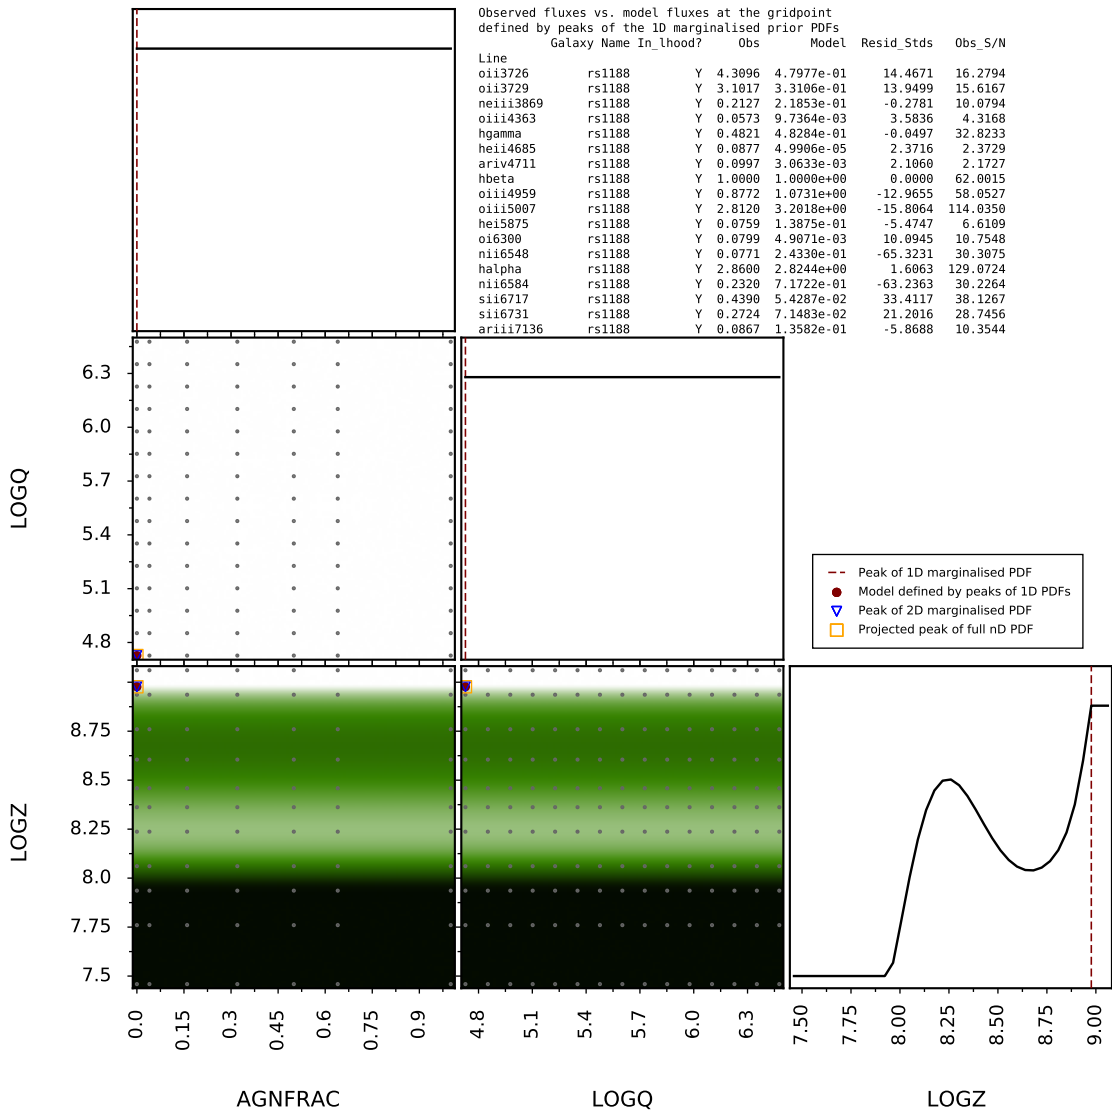 Observed fluxes vs. model fluxes at the gridpoint
defined by peaks of the 1D marginalised prior PDFs
Galaxy Name In_lhood? Obs Model Resid_Stds Obs_S/N
Line
oii3726 rs1188 Y 4.3096 4.7977e-01 14.4671 16.2794
oii3729 rs1188 Y 3.1017 3.3106e-01 13.9499 15.6167
neiii3869 rs1188 Y 0.2127 2.1853e-01 -0.2781 10.0794
oiii4363 rs1188 Y 0.0573 9.7364e-03 3.5836 4.3168
hgamma rs1188 Y 0.4821 4.8284e-01 -0.0497 32.8233
heii4685 rs1188 Y 0.0877 4.9906e-05 2.3716 2.3729
ariv4711 rs1188 Y 0.0997 3.0633e-03 2.1060 2.1727
hbeta rs1188 Y 1.0000 1.0000e+00 0.0000 62.0015
oiii4959 rs1188 Y 0.8772 1.0731e+00 -12.9655 58.0527
oiii5007 rs1188 Y 2.8120 3.2018e+00 -15.8064 114.0350
hei5875 rs1188 Y 0.0759 1.3875e-01 -5.4747 6.6109
oi6300 rs1188 Y 0.0799 4.9071e-03 10.0945 10.7548
nii6548 rs1188 Y 0.0771 2.4330e-01 -65.3231 30.3075
halpha rs1188 Y 2.8600 2.8244e+00 1.6063 129.0724
nii6584 rs1188 Y 0.2320 7.1722e-01 -63.2363 30.2264
sii6717 rs1188 Y 0.4390 5.4287e-02 33.4117 38.1267
sii6731 rs1188 Y 0.2724 7.1483e-02 21.2016 28.7456
ariii7136 rs1188 Y 0.0867 1.3582e-01 -5.8688 10.3544
6.3
6.0
5.7
5.4
5.1
4.8
LOGQ
Peak of 1D marginalised PDF
Model defined by peaks of 1D PDFs
Peak of 2D marginalised PDF
Projected peak of full nD PDF
8.75
8.5
8.25
8.0
7.75
7.5
LOGZ
0.0 0.15 0.3 0.45 0.6 0.75 0.9
4.8 5.1 5.4 5.7 6.0 6.3
7.50 7.75 8.00 8.25 8.50 8.75 9.00
AGNFRAC LOGQ LOGZ